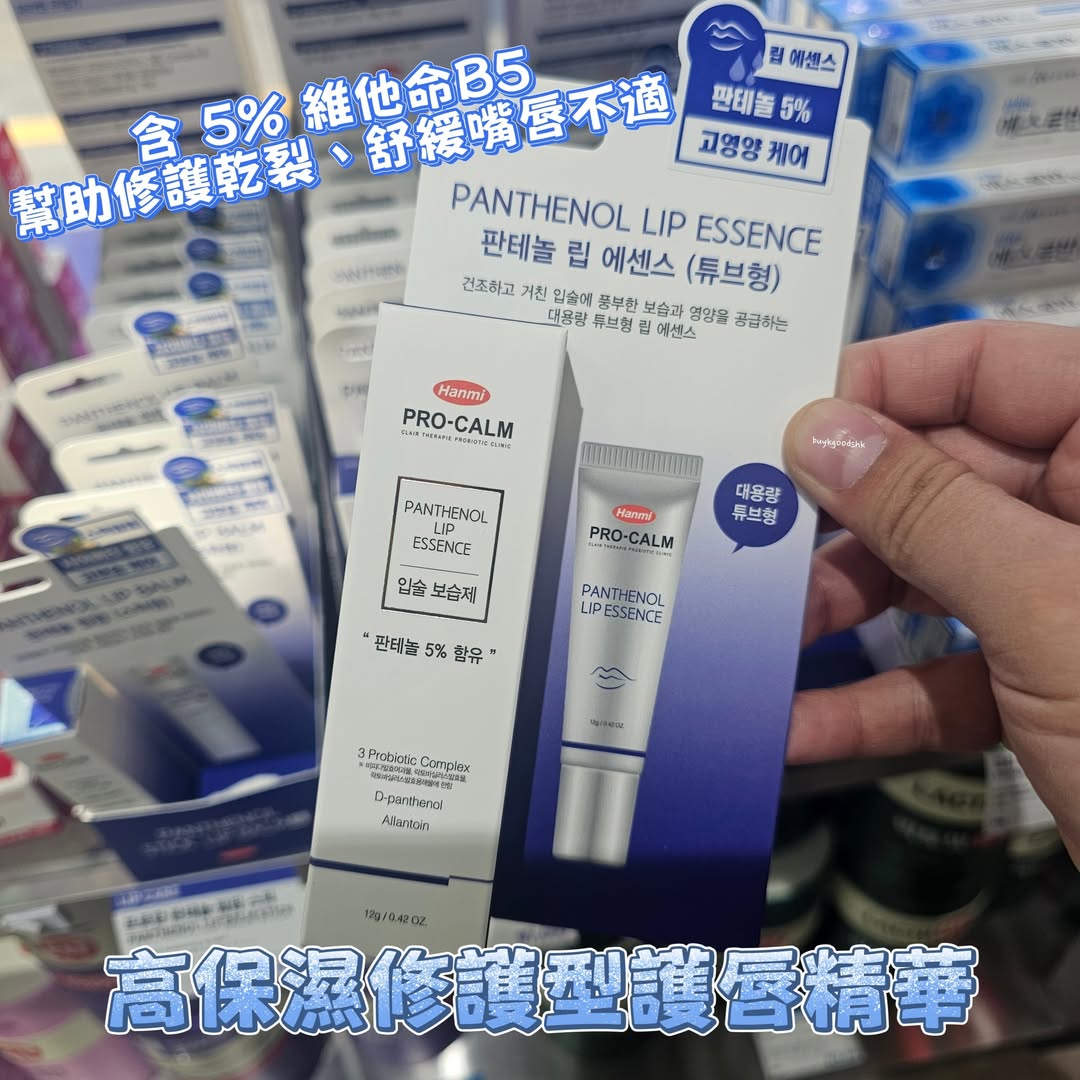 含 5% 維他命B5
幫助修護乾裂、舒緩嘴唇不適
립 에센스
판테놀 5%
고영양 케어
PANTHENOL LIP ESSENCE
판테놀 립 에센스 (튜브형)
건조하고 거친 입술에 풍부한 보습과 영양을 공급하는
대용량 튜브형 립 에센스
Hanmi
PRO-CALM
CLAIR THERAPIE PROBIOTIC CLINIC
PANTHENOL
LIP
ESSENCE
입술 보습제
“ 판테놀 5% 함유 ”
3 Probiotic Complex
D-panthenol
Allantoin
12g / 0.42 OZ.
Hanmi
PRO-CALM
CLAIR THERAPIE PROBIOTIC CLINIC
PANTHENOL
LIP ESSENCE
12g / 0.42 OZ.
대용량
튜브형
buykgoodshk
PANTHENOL LIP BALM
高保濕修護型護唇精華